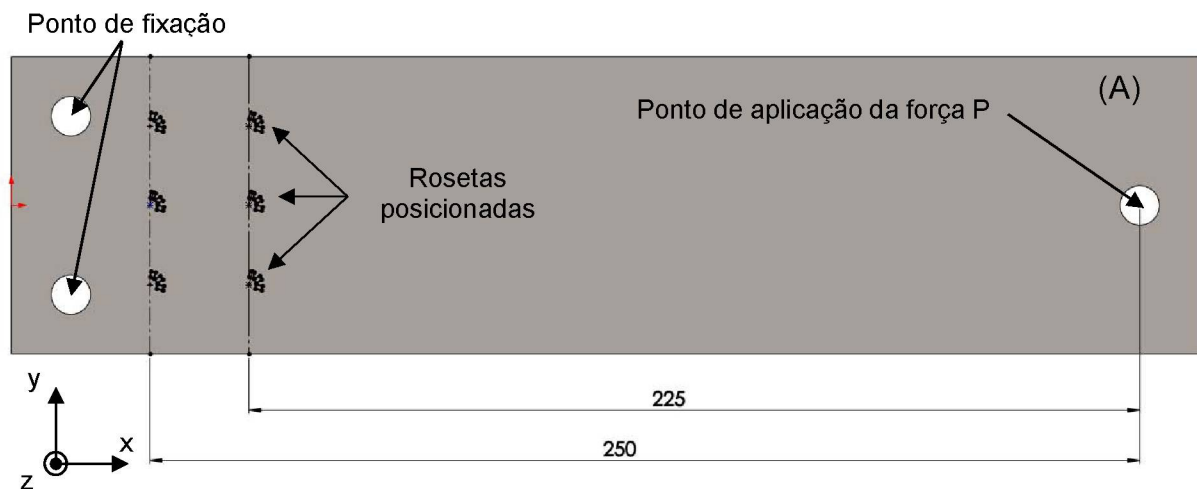 Ponto de fixação
(A)
Ponto de aplicação da força P
Rosetas
posicionadas
225
250
y
x
z